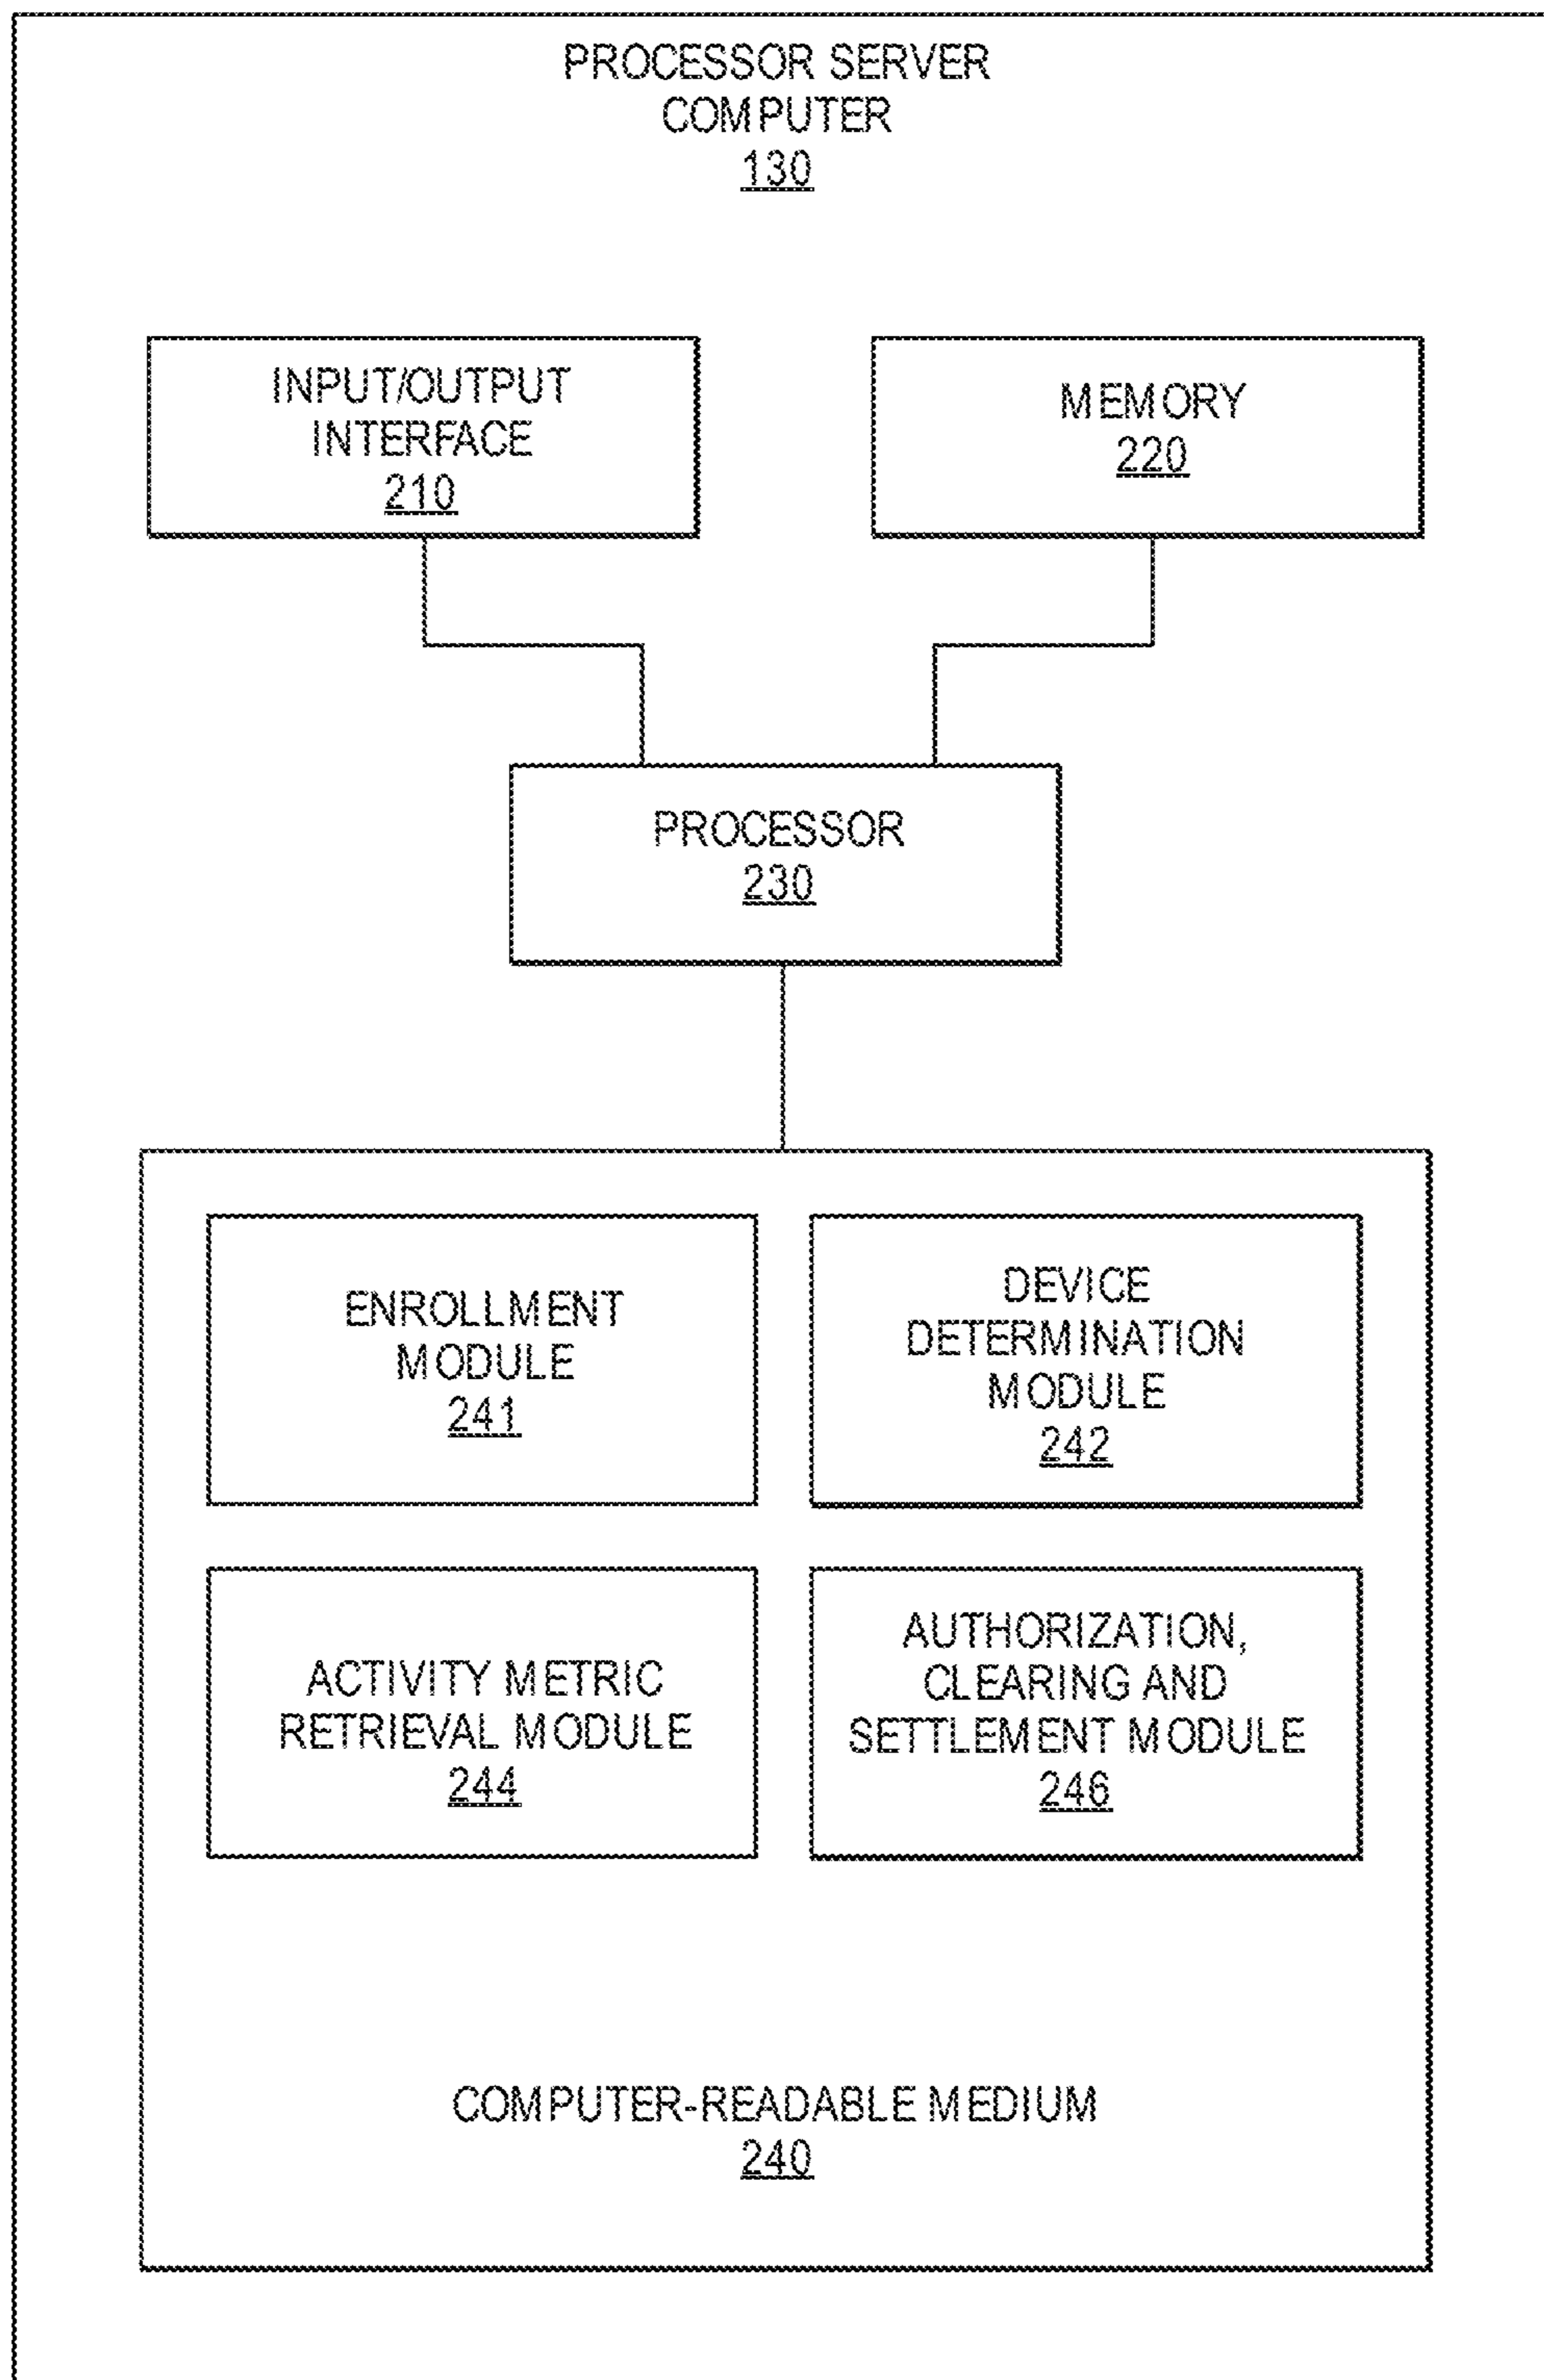 PROCESSOR SERVER
COMPUTER
130
INPUT/OUTPUT
INTERFACE
210
MEMORY
220
PROCESSOR
230
ENROLLMENT
MODULE
241
DEVICE
DETERMINATION
MODULE
242
ACTIVITY METRIC
RETRIEVAL MODULE
244
AUTHORIZATION,
CLEARING AND
SETTLEMENT MODULE
246
COMPUTER-READABLE MEDIUM
240